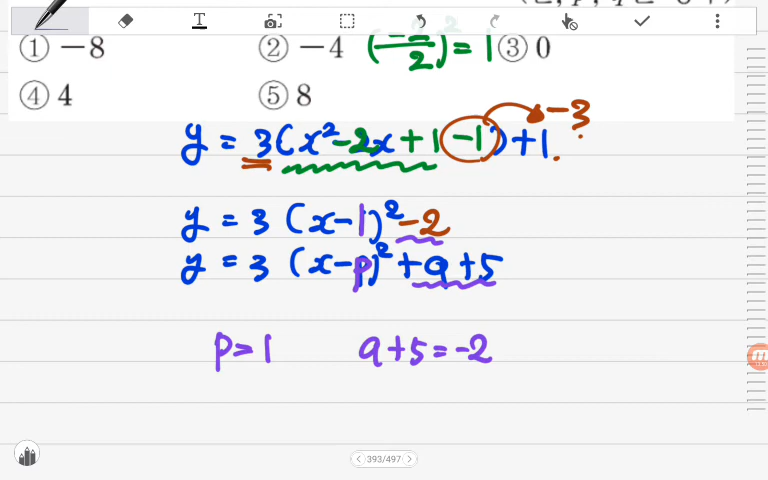 ① -8 ② -4 (-2/2)² = 1 ③ 0
④ 4 ⑤ 8
y = 3(x²-2x+1-1)+1 -3
y = 3(x-1)²-2
y = 3(x-p)²+q+5
p=1 q+5=-2
393/497